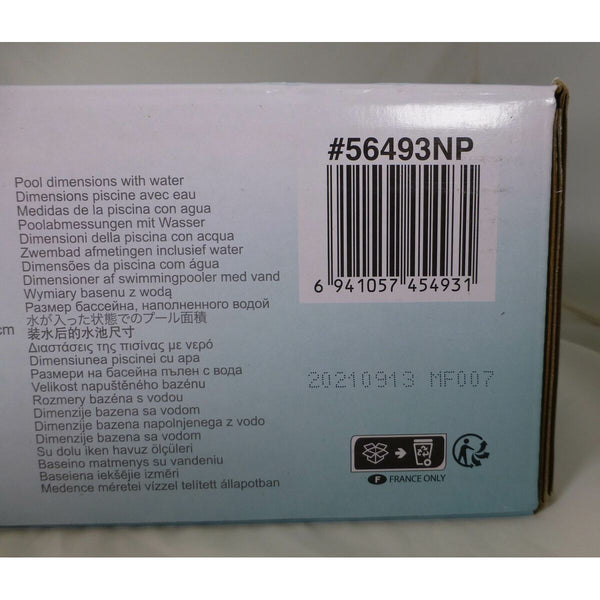 #56493NP
6 941057 454931
Pool dimensions with water
Dimensions piscine avec eau
Medidas de la piscina con agua
Poolabmessungen mit Wasser
Dimensioni della piscina con acqua
Zwembad afmetingen inclusief water
Dimensões da piscina com água
Dimensioner af swimmingpooler med vand
Wymiary basenu z wodą
Размер бассейна, наполненного водой
水が入った状態でのプール面積
cm
装水后的水池尺寸
Διαστάσεις της πισίνας με νερό
Dimensiunea piscinei cu apa
Размери на басейна пълен с вода
Velikost napuštěného bazénu
Rozmery bazéna s vodou
Dimenzije bazena sa vodom
Dimenzije bazena napolnjenega z vodo
Dimenzije bazena sa vodom
Su dolu iken havuz ölçüleri
Baseino matmenys su vandeniu
Baseiena iekšējie izmēri
Medence méretei vízzel telített állapotban
20210913 MF007
F FRANCE ONLY